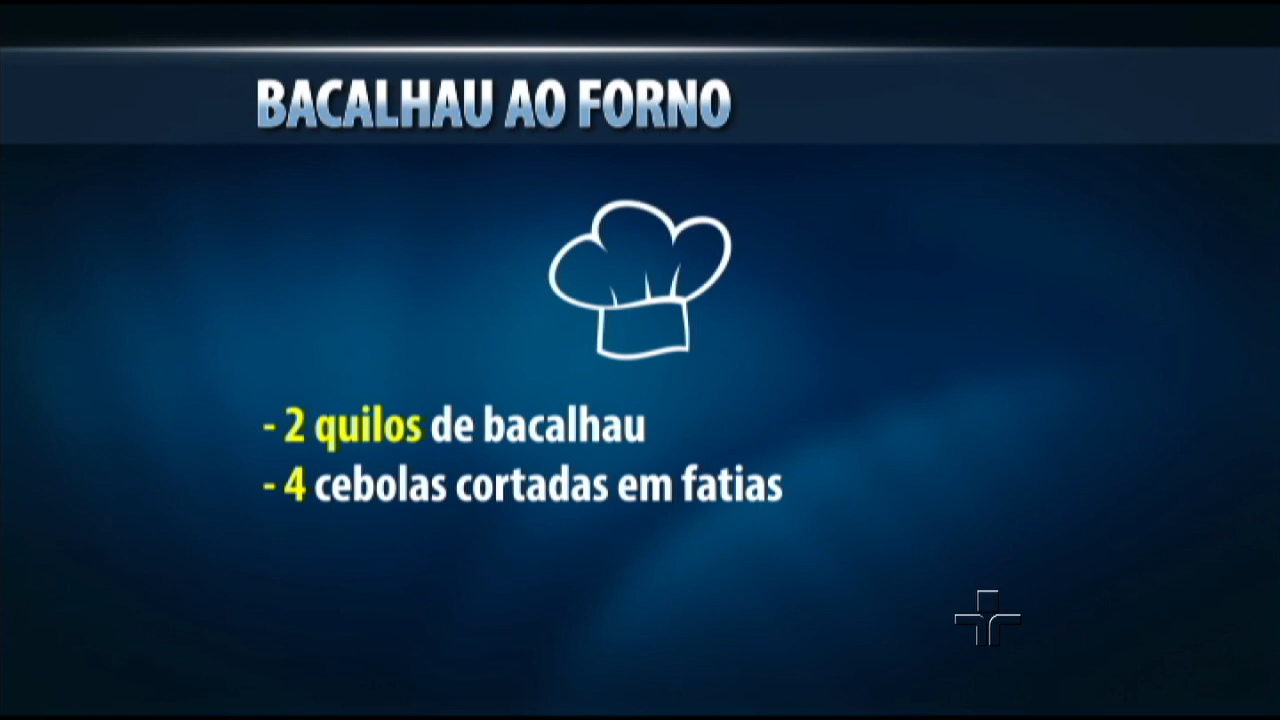 BACALHAU AO FORNO
- 2 quilos de bacalhau
- 4 cebolas cortadas em fatias